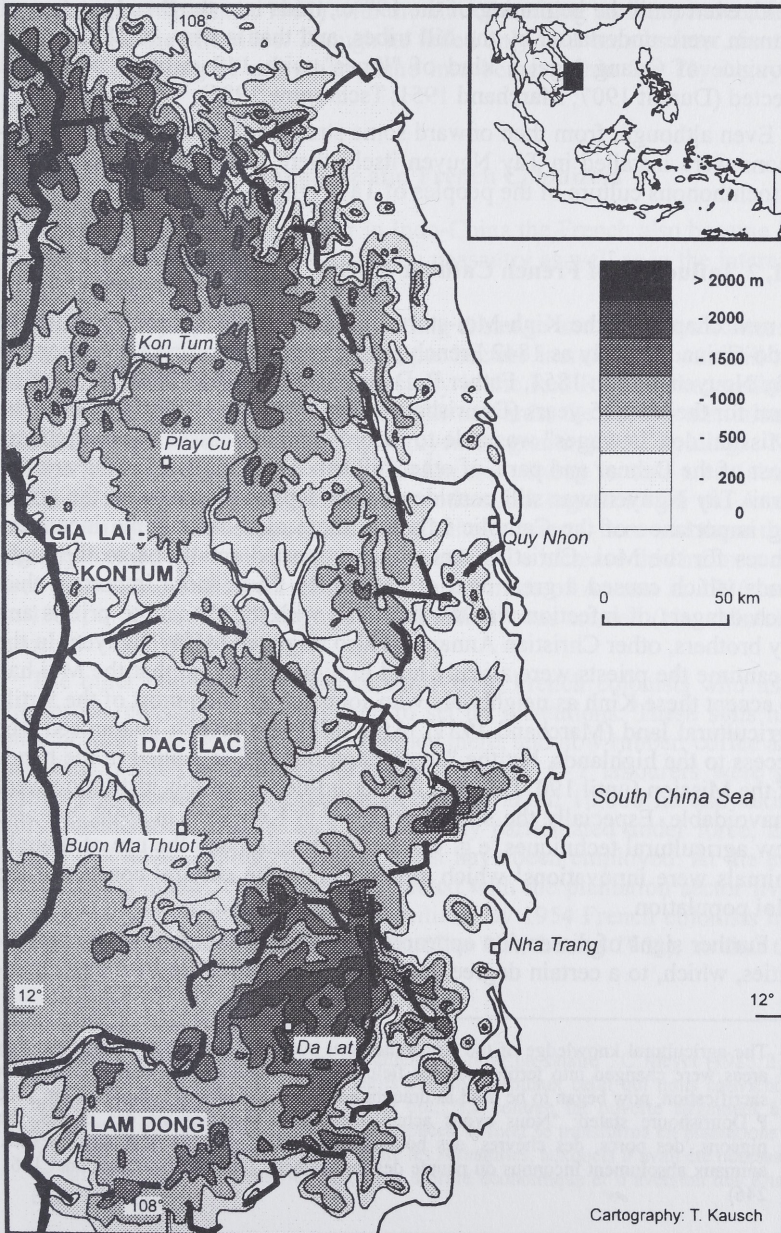 108°
Kon Tum
Play Cu
GIA LAI -
KONTUM
DAC LAC
Buon Ma Thuot
Quy Nhon
South China Sea
Nha Trang
12°
12°
Da Lat
LAM DONG
108°
> 2000 m
- 2000
- 1500
- 1000
- 500
- 200
0
0 50 km
Cartography: T. Kausch